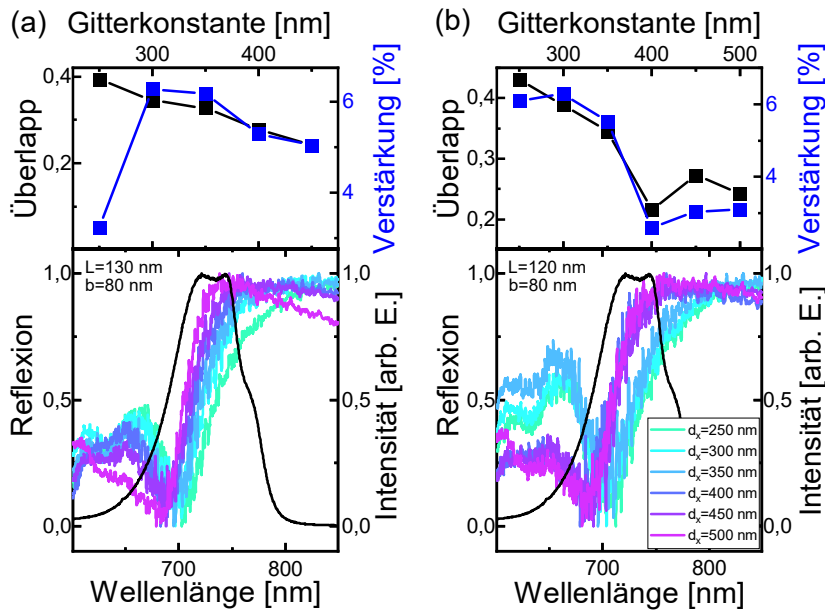 (a)
Gitterkonstante [nm]
300 400
0,4
0,2
Überlapp
6
4
Verstärkung [%]
L=130 nm
b=80 nm
1,0
0,5
0,0
Reflexion
1,0
0,5
0,0
Intensität [arb. E.]
700 800
Wellenlänge [nm]
(b)
Gitterkonstante [nm]
300 400 500
0,4
0,3
0,2
Überlapp
6
4
Verstärkung [%]
L=120 nm
b=80 nm
1,0
0,5
0,0
Reflexion
1,0
0,5
0,0
Intensität [arb. E.]
dx=250 nm
dx=300 nm
dx=350 nm
dx=400 nm
dx=450 nm
dx=500 nm
700 800
Wellenlänge [nm]